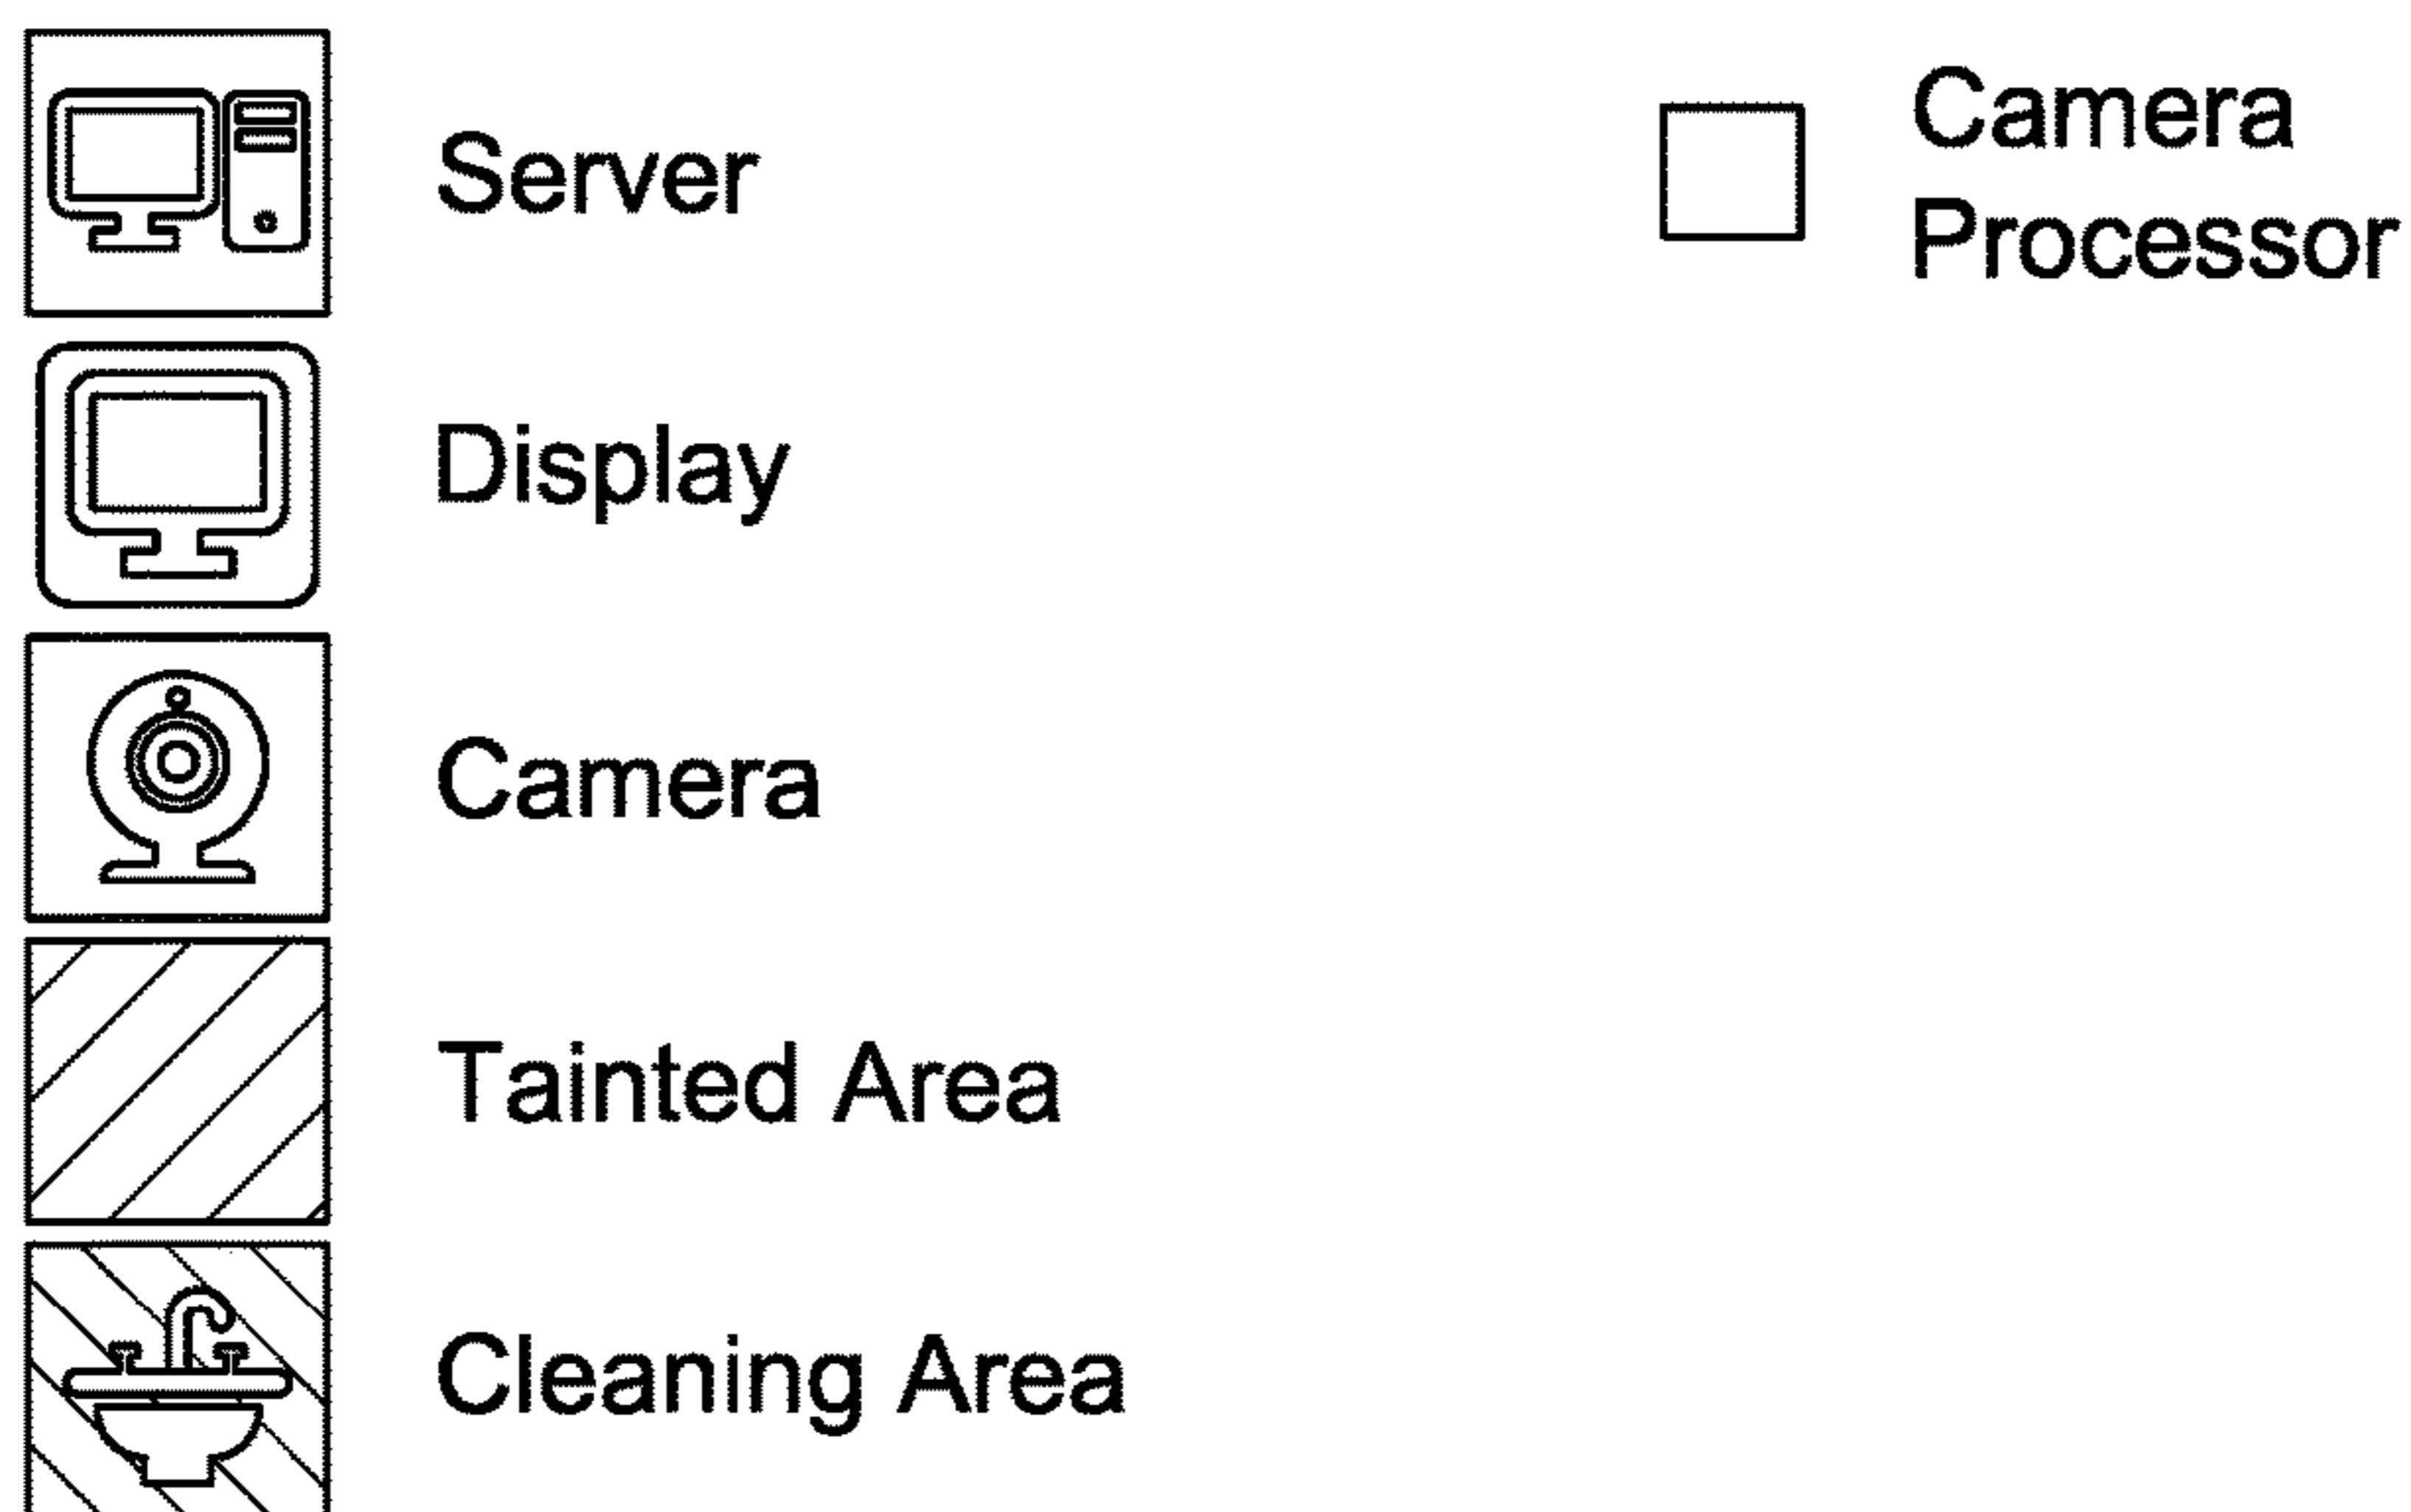 Server
Camera
Processor
Display
Camera
Tainted Area
Cleaning Area